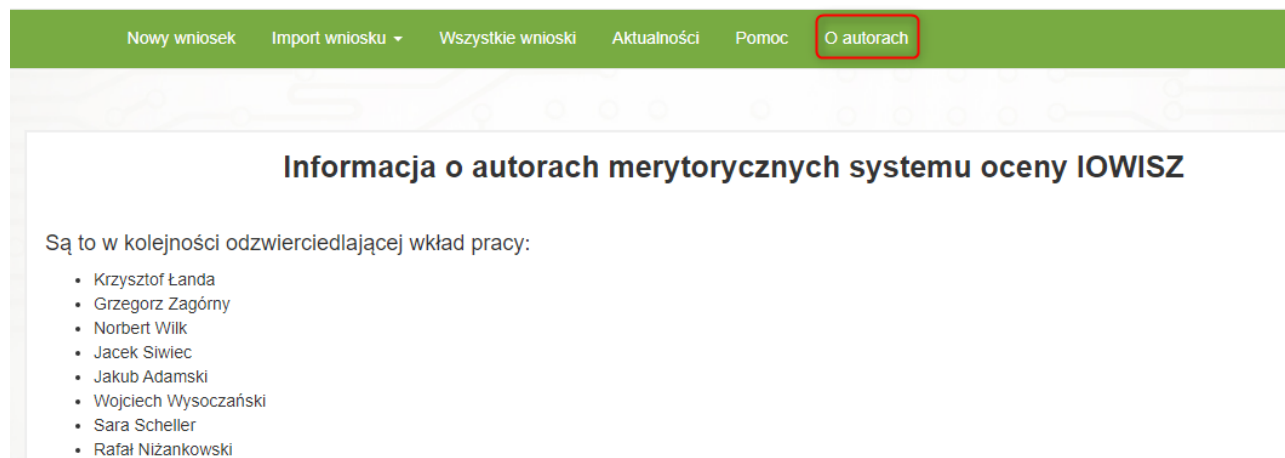 Nowy wniosek Import wniosku Wszystkie wnioski Aktualności Pomoc O autorach
Informacja o autorach merytorycznych systemu oceny IOWISZ
Są to w kolejności odzwierciedlającej wkład pracy:
Krzysztof Łanda
Grzegorz Zagórny
Norbert Wilk
Jacek Siwiec
Jakub Adamski
Wojciech Wysoczański
Sara Scheller
Rafał Niżankowski